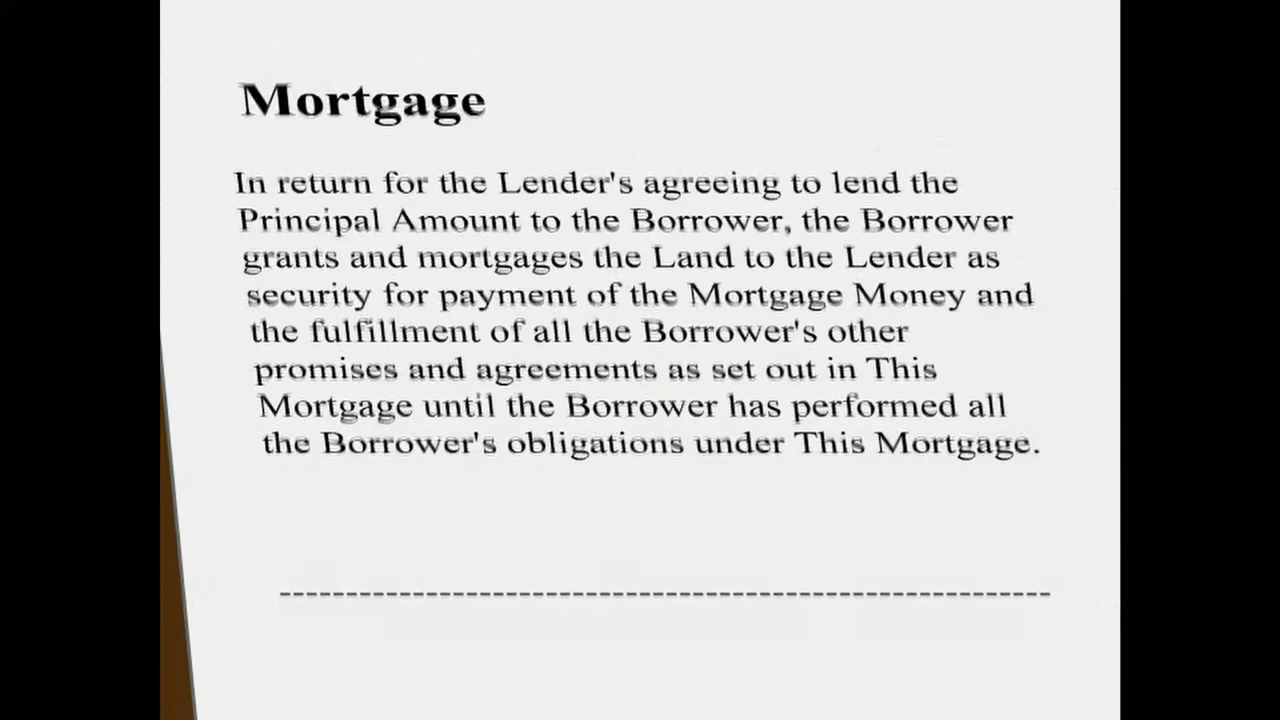 Mortgage
In return for the Lender's agreeing to lend the
Principal Amount to the Borrower, the Borrower
grants and mortgages the Land to the Lender as
security for payment of the Mortgage Money and
the fulfillment of all the Borrower's other
promises and agreements as set out in This
Mortgage until the Borrower has performed all
the Borrower's obligations under This Mortgage.